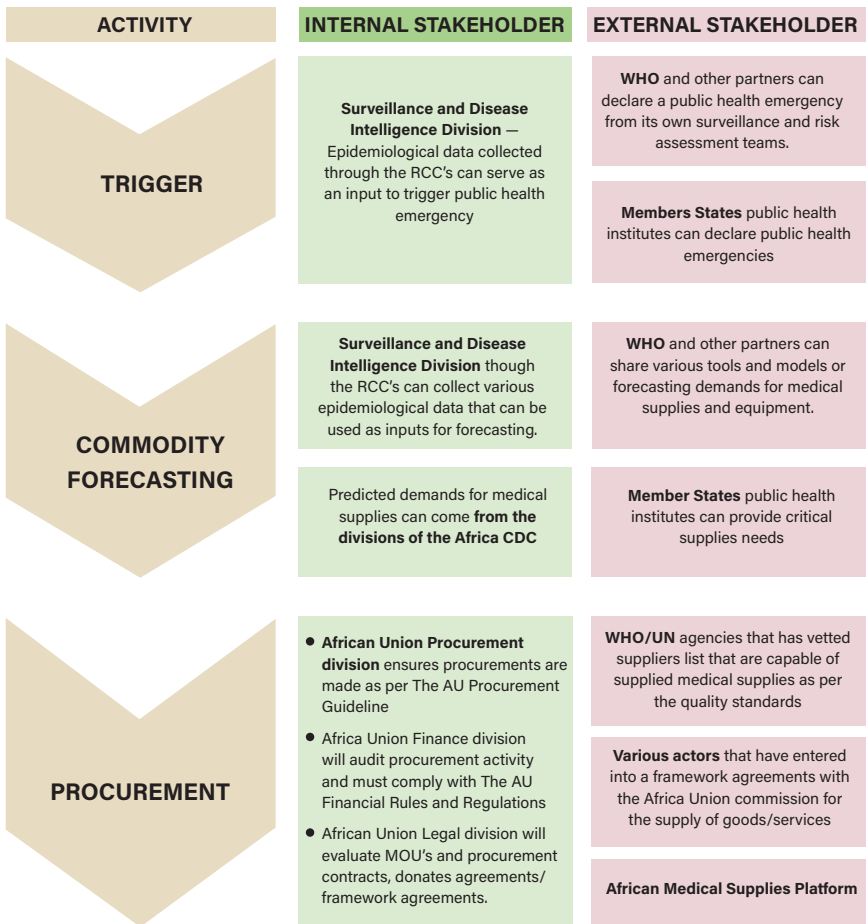 ACTIVITY
INTERNAL STAKEHOLDER
EXTERNAL STAKEHOLDER
TRIGGER
Surveillance and Disease
Intelligence Division —
Epidemiological data collected
through the RCC's can serve as
an input to trigger public health
emergency
WHO and other partners can
declare a public health emergency
from its own surveillance and risk
assessment teams.
Members States public health
institutes can declare public health
emergencies
COMMODITY
FORECASTING
Surveillance and Disease
Intelligence Division though
the RCC's can collect various
epidemiological data that can be
used as inputs for forecasting.
Predicted demands for medical
supplies can come from the
divisions of the Africa CDC
WHO and other partners can
share various tools and models or
forecasting demands for medical
supplies and equipment.
Member States public health
institutes can provide critical
supplies needs
PROCUREMENT
• African Union Procurement
division ensures procurements are
made as per The AU Procurement
Guideline
• Africa Union Finance division
will audit procurement activity
and must comply with The AU
Financial Rules and Regulations
• African Union Legal division will
evaluate MOU's and procurement
contracts, donates agreements/
framework agreements.
WHO/UN agencies that has vetted
suppliers list that are capable of
supplied medical supplies as per
the quality standards
Various actors that have entered
into a framework agreements with
the Africa Union commission for
the supply of goods/services
African Medical Supplies Platform